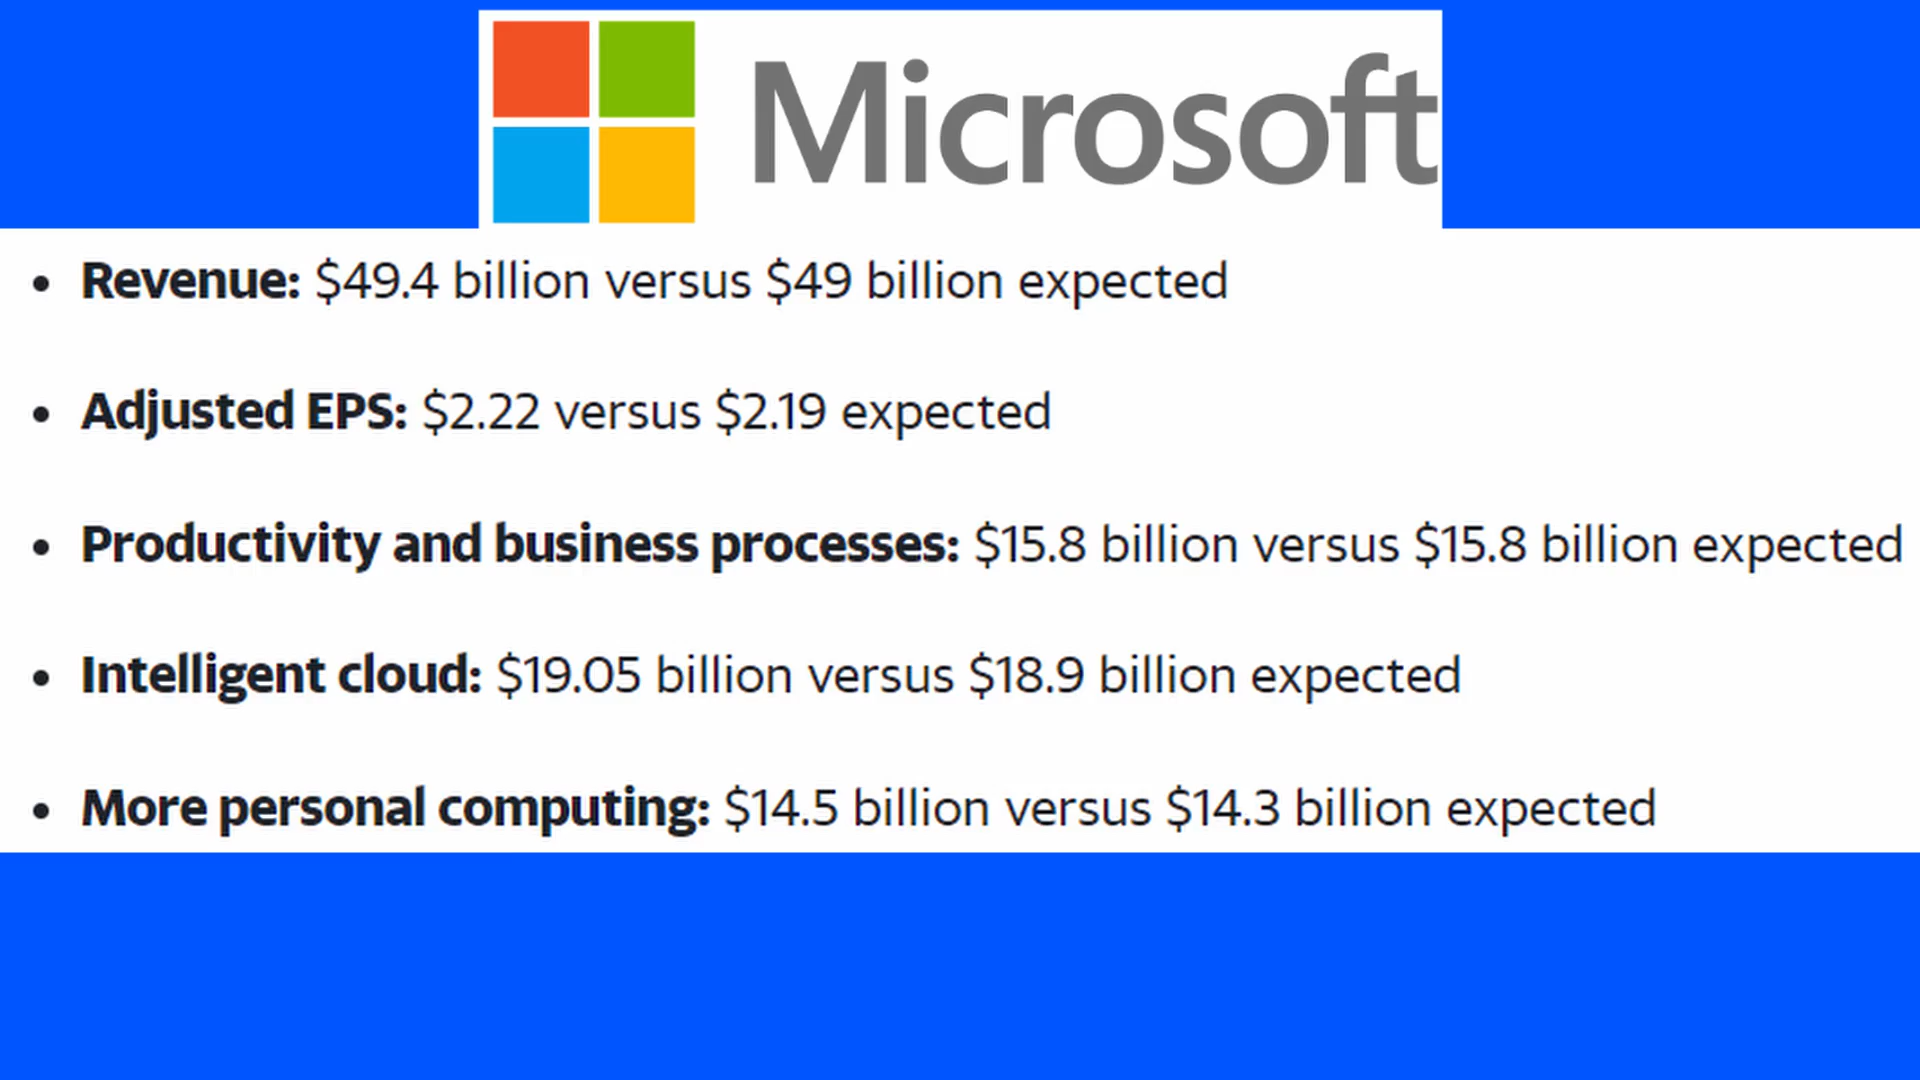 Microsoft
• Revenue: $49.4 billion versus $49 billion expected
• Adjusted EPS: $2.22 versus $2.19 expected
• Productivity and business processes: $15.8 billion versus $15.8 billion expected
• Intelligent cloud: $19.05 billion versus $18.9 billion expected
• More personal computing: $14.5 billion versus $14.3 billion expected